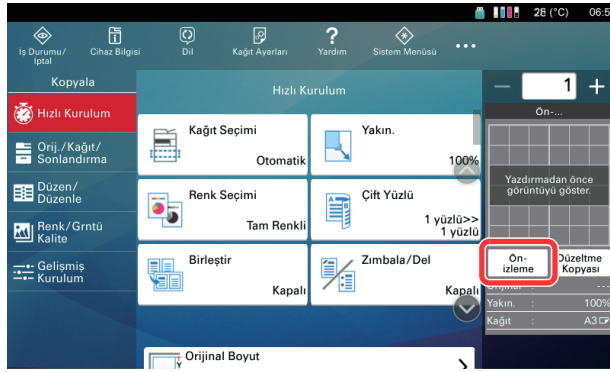 28 (°C) 06:5
İş Durumu/
İptal
Cihaz Bilgisi
Dil
Kağıt Ayarları
Yardım
Sistem Menüsü
Kopyala
Hızlı Kurulum
Orij./Kağıt/
Sonlandırma
Düzen/
Düzenle
Renk/Grntü
Kalite
Gelişmiş
Kurulum
Hızlı Kurulum
Kağıt Seçimi
Otomatik
Yakın.
100%
Renk Seçimi
Tam Renkli
Çift Yüzlü
1 yüzlü>>
1 yüzlü
Birleştir
Kapalı
Zımbala/Del
Kapalı
Orijinal Boyut
1
Ön-...
Yazdırmadan önce
görüntüyü göster.
Ön-
izleme
Düzeltme
Kopyası
Orijinal : ---
Yakın. : 100%
Kağıt : A3